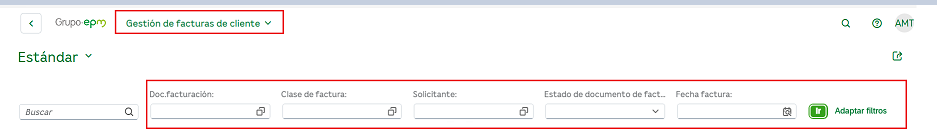 Grupo·epm Gestión de facturas de cliente AMT
Estándar
Doc.facturación: Clase de factura: Solicitante: Estado de documento de fact... Fecha factura:
Buscar Ir Adaptar filtros